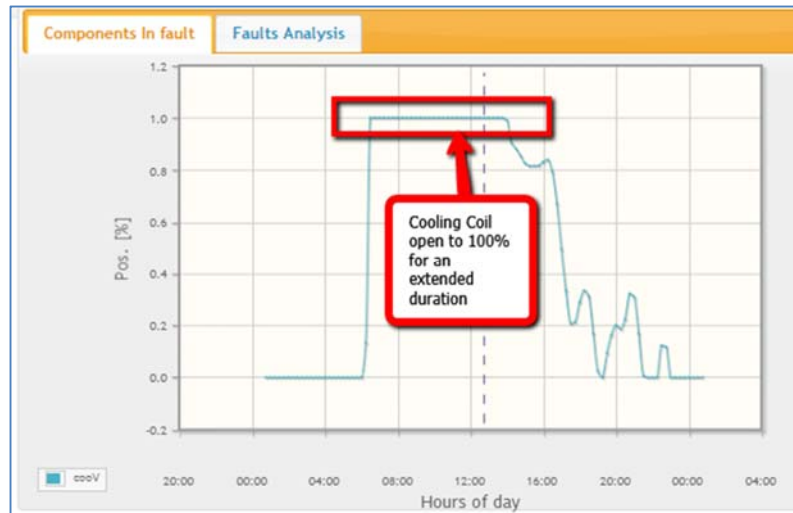 Components In fault Faults Analysis
1.2
1.0
0.8
0.6
0.4
0.2
0.0
-0.2
Pos. [%]
Cooling Coil
open to 100%
for an
extended
duration
20:00 00:00 04:00 08:00 12:00 16:00 20:00 00:00 04:00
cooV
Hours of day